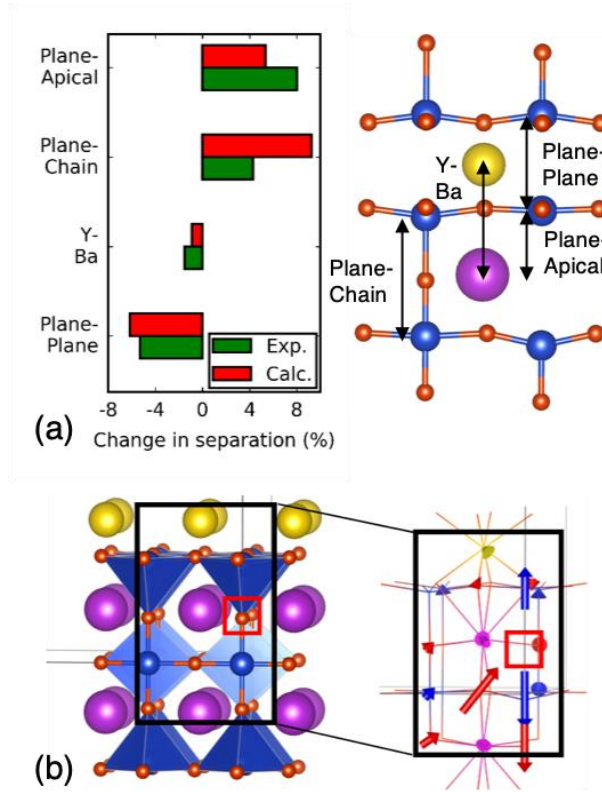 Plane-
Apical
Plane-
Chain
Y-
Ba
Plane-
Plane
Exp.
Calc.
-8 -4 0 4 8
Change in separation (%)
(a)
Y-
Ba
Plane-
Plane
Plane-
Apical
Plane-
Chain
(b)